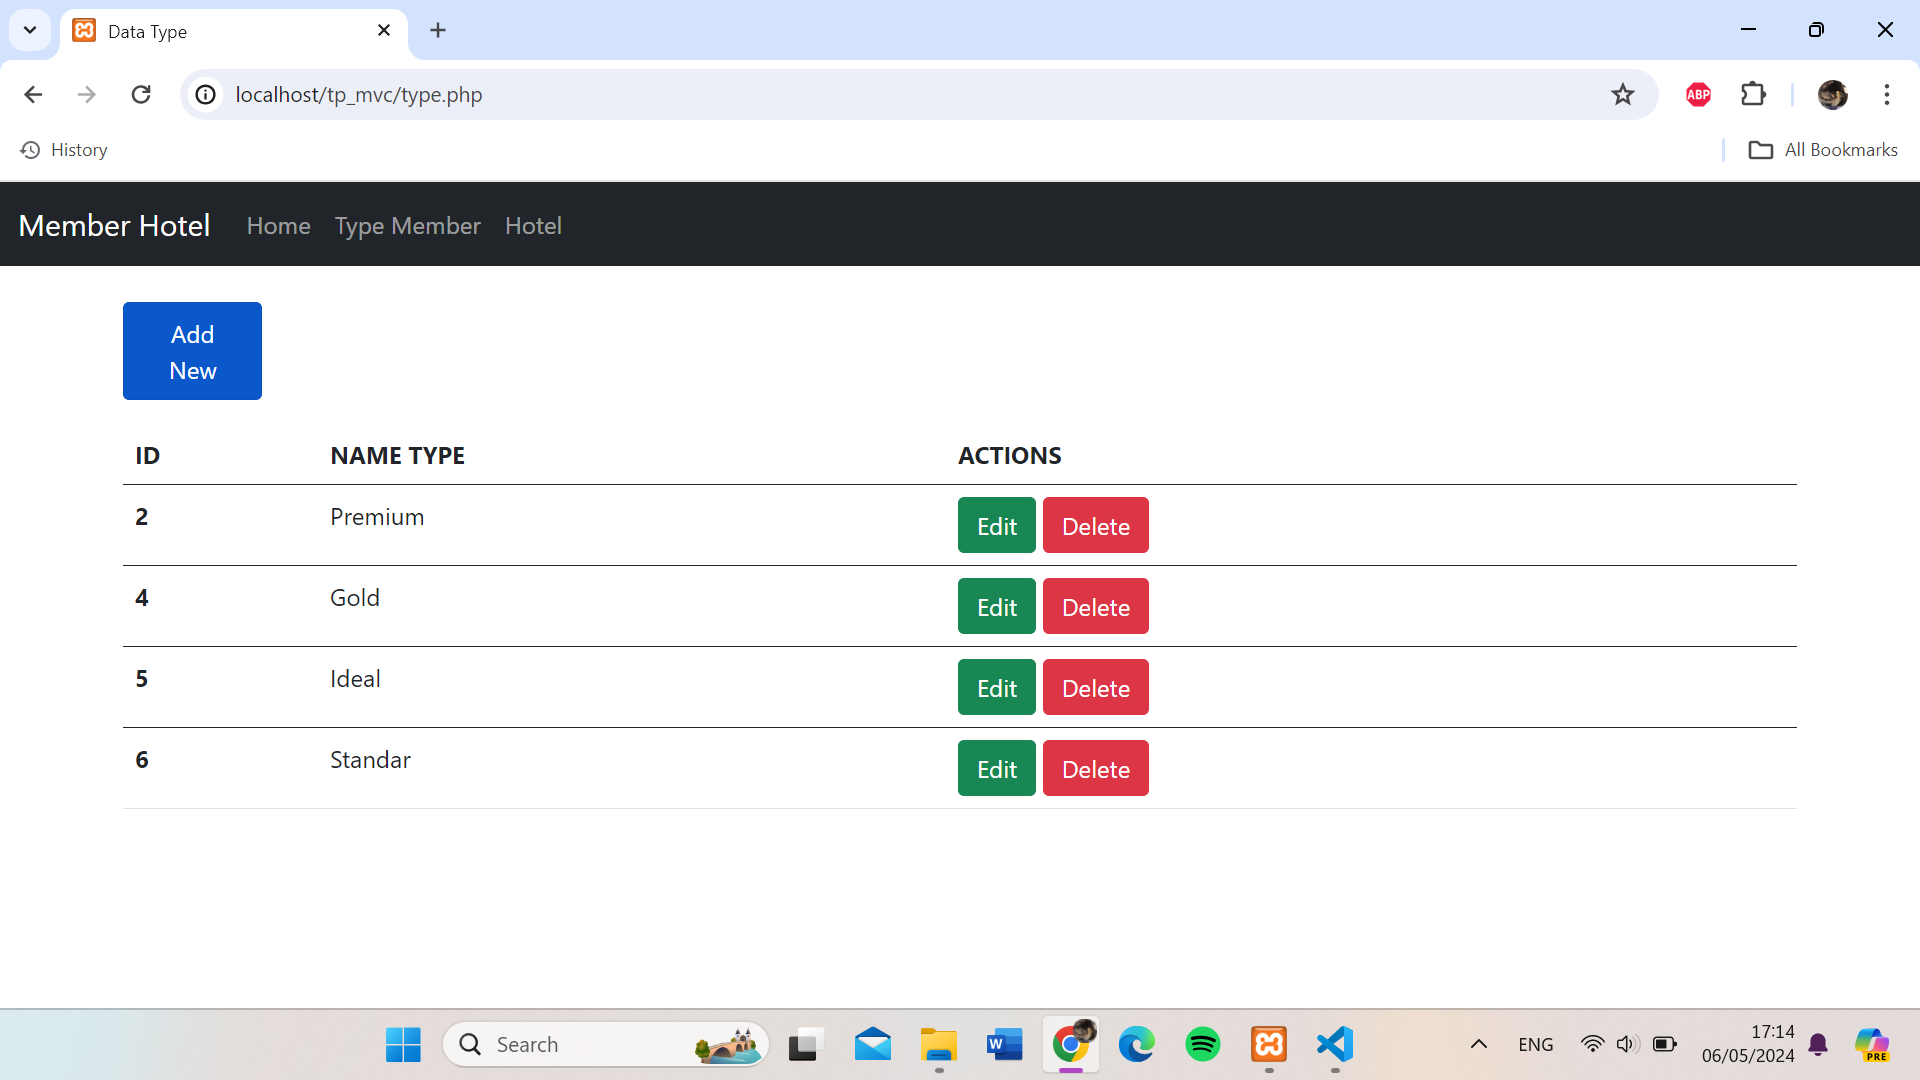 Data Type
localhost/tp_mvc/type.php
ABP
History
All Bookmarks
Member Hotel Home Type Member Hotel
Add
New
ID NAME TYPE ACTIONS
2 Premium Edit Delete
4 Gold Edit Delete
5 Ideal Edit Delete
6 Standar Edit Delete
Search
W
ENG
17:14
06/05/2024
PRE